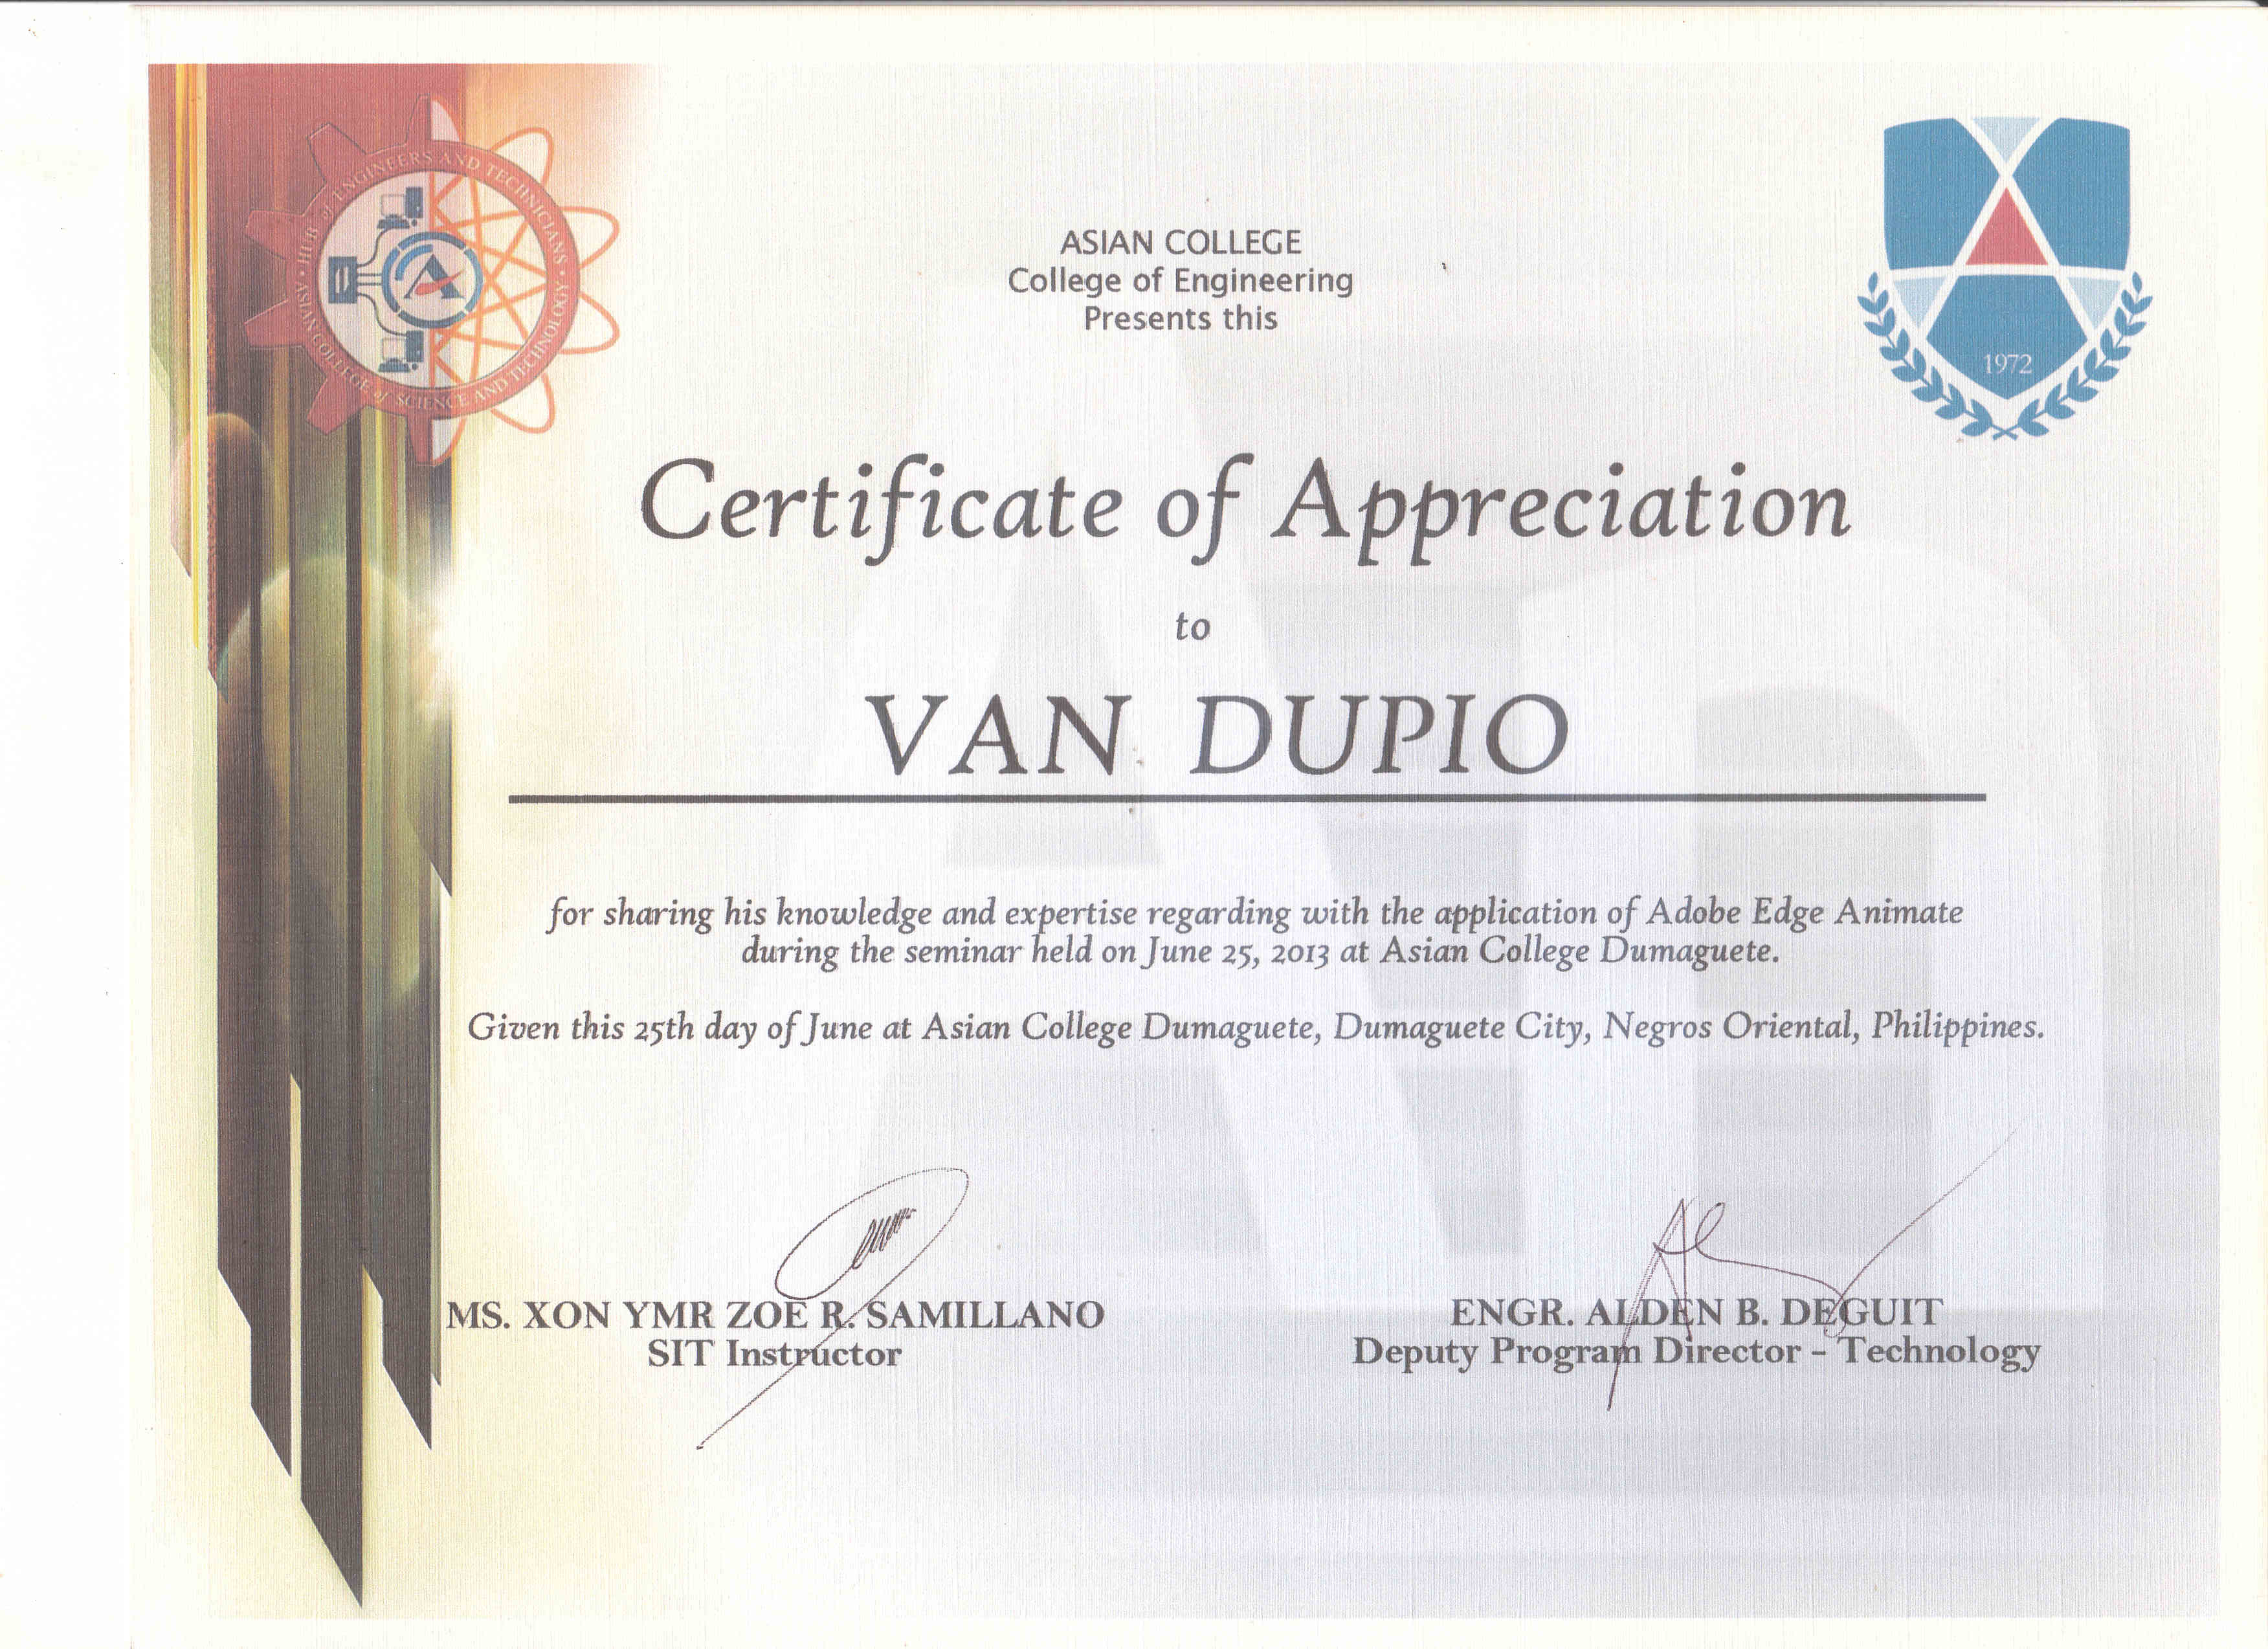 HUB of ENGINEERS AND TECHNICIANS • ASIAN COLLEGE of SCIENCE AND TECHNOLOGY •
1972
ASIAN COLLEGE
College of Engineering
Presents this
Certificate of Appreciation
to
VAN DUPIO
for sharing his knowledge and expertise regarding with the application of Adobe Edge Animate
during the seminar held on June 25, 2013 at Asian College Dumaguete.
Given this 25th day of June at Asian College Dumaguete, Dumaguete City, Negros Oriental, Philippines.
MS. XON YMR ZOE R. SAMILLANO
SIT Instructor
ENGR. ALDEN B. DEGUIT
Deputy Program Director - Technology